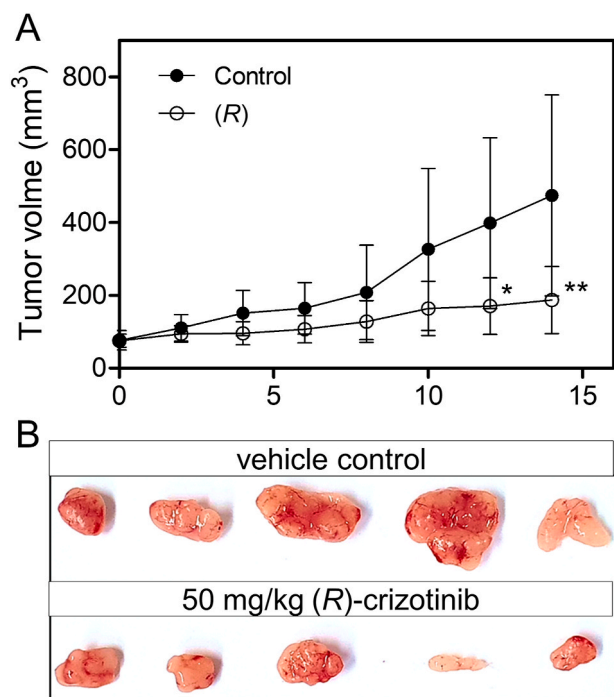 A
Tumor volme (mm³)
800
600
400
200
0
Control
(R)
*
**
0
5
10
15
B
vehicle control
50 mg/kg (R)-crizotinib